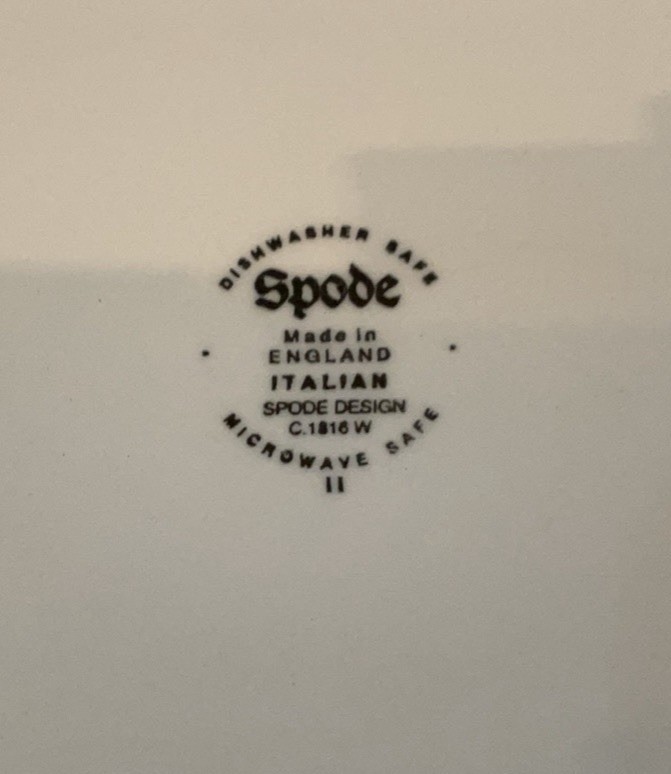 DISHWASHER SAFE
Spode
Made in
ENGLAND
ITALIAN
SPODE DESIGN
C.1816 W
MICROWAVE SAFE
II